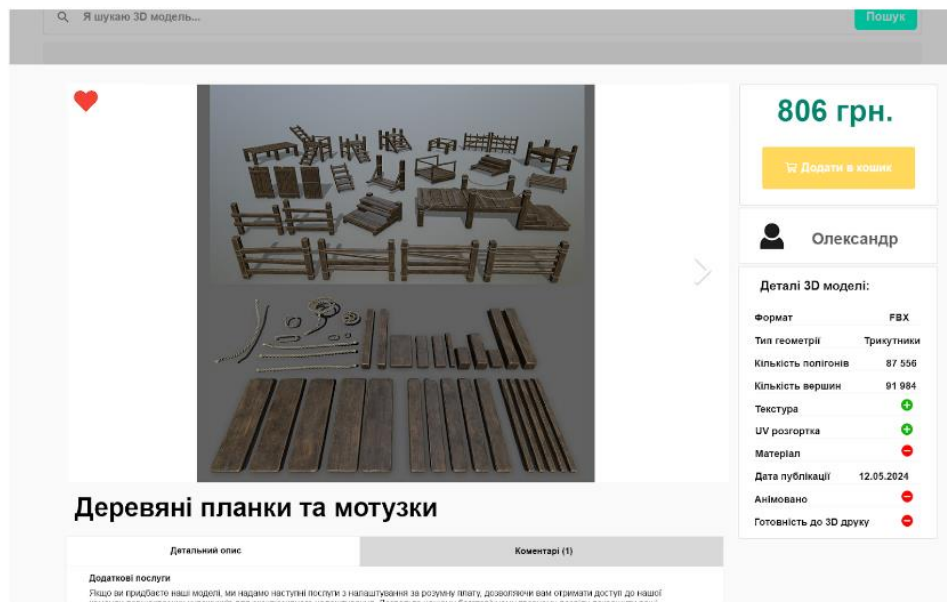 Я шукаю 3D модель...
Пошук
806 грн.
Додати в кошик
Олександр
Деталі 3D моделі:
Формат FBX
Тип геометрії Трикутники
Кількість полігонів 87 556
Кількість вершин 91 984
Текстура
UV розгортка
Матеріал
Дата публікації 12.05.2024
Анімовано
Готовність до 3D друку
Деревяні планки та мотузки
Детальний опис
Коментарі (1)
Додаткові послуги
Якщо ви придбаєте наші моделі, ми надамо наступні послуги з налаштування за розумну плату, дозволяючи вам отримати доступ до нашої